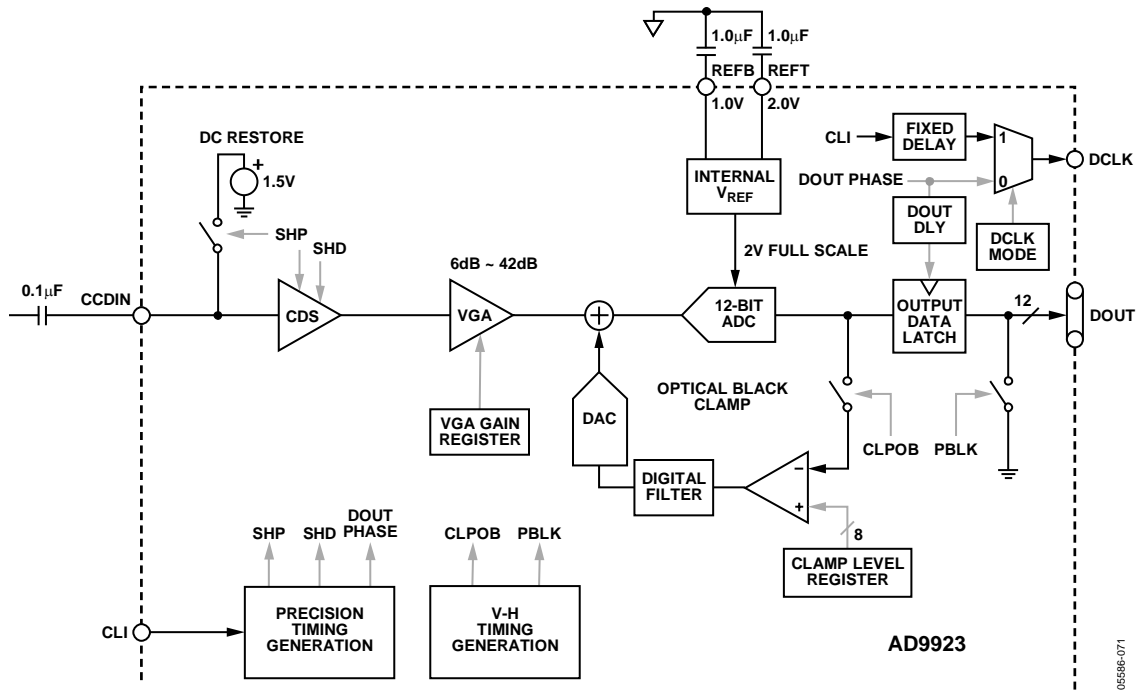 1.0µF
1.0µF
REFB
REFT
1.0V
2.0V
DC RESTORE
+
1.5V
SHP
SHD
0.1µF
CCDIN
CDS
6dB ~ 42dB
VGA
VGA GAIN
REGISTER
+
INTERNAL
VREF
2V FULL SCALE
12-BIT
ADC
CLI
FIXED
DELAY
1
0
DCLK
DOUT PHASE
DOUT
DLY
DCLK
MODE
OUTPUT
DATA
LATCH
12
DOUT
OPTICAL BLACK
CLAMP
DAC
CLPOB
PBLK
DIGITAL
FILTER
–
+
8
CLAMP LEVEL
REGISTER
SHP
SHD
DOUT
PHASE
CLPOB
PBLK
CLI
PRECISION
TIMING
GENERATION
V-H
TIMING
GENERATION
AD9923
05586-071